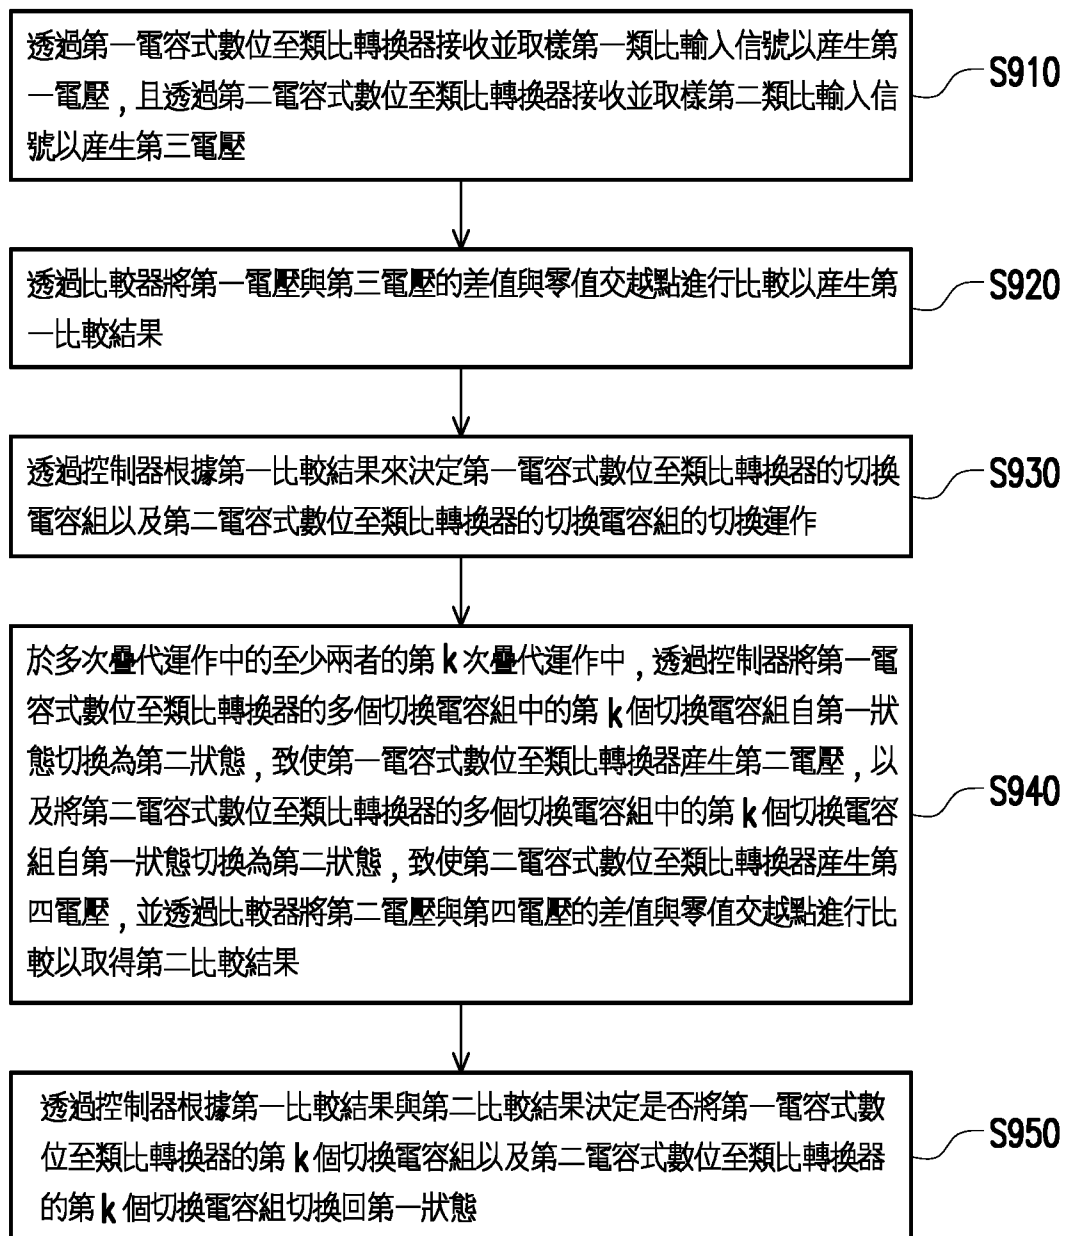 透過第一電容式數位至類比轉換器接收並取樣第一類比輸入信號以產生第
一電壓，且透過第二電容式數位至類比轉換器接收並取樣第二類比輸入信
號以產生第三電壓
S910
透過比較器將第一電壓與第三電壓的差值與零值交越點進行比較以產生第
一比較結果
S920
透過控制器根據第一比較結果來決定第一電容式數位至類比轉換器的切換
電容組以及第二電容式數位至類比轉換器的切換電容組的切換運作
S930
於多次疊代運作中的至少兩者的第k次疊代運作中，透過控制器將第一電
容式數位至類比轉換器的多個切換電容組中的第k個切換電容組自第一狀
態切換為第二狀態，致使第一電容式數位至類比轉換器產生第二電壓，以
及將第二電容式數位至類比轉換器的多個切換電容組中的第k個切換電容
組自第一狀態切換為第二狀態，致使第二電容式數位至類比轉換器產生第
四電壓，並透過比較器將第二電壓與第四電壓的差值與零值交越點進行比
較以取得第二比較結果
S940
透過控制器根據第一比較結果與第二比較結果決定是否將第一電容式數
位至類比轉換器的第k個切換電容組以及第二電容式數位至類比轉換器
的第k個切換電容組切換回第一狀態
S950